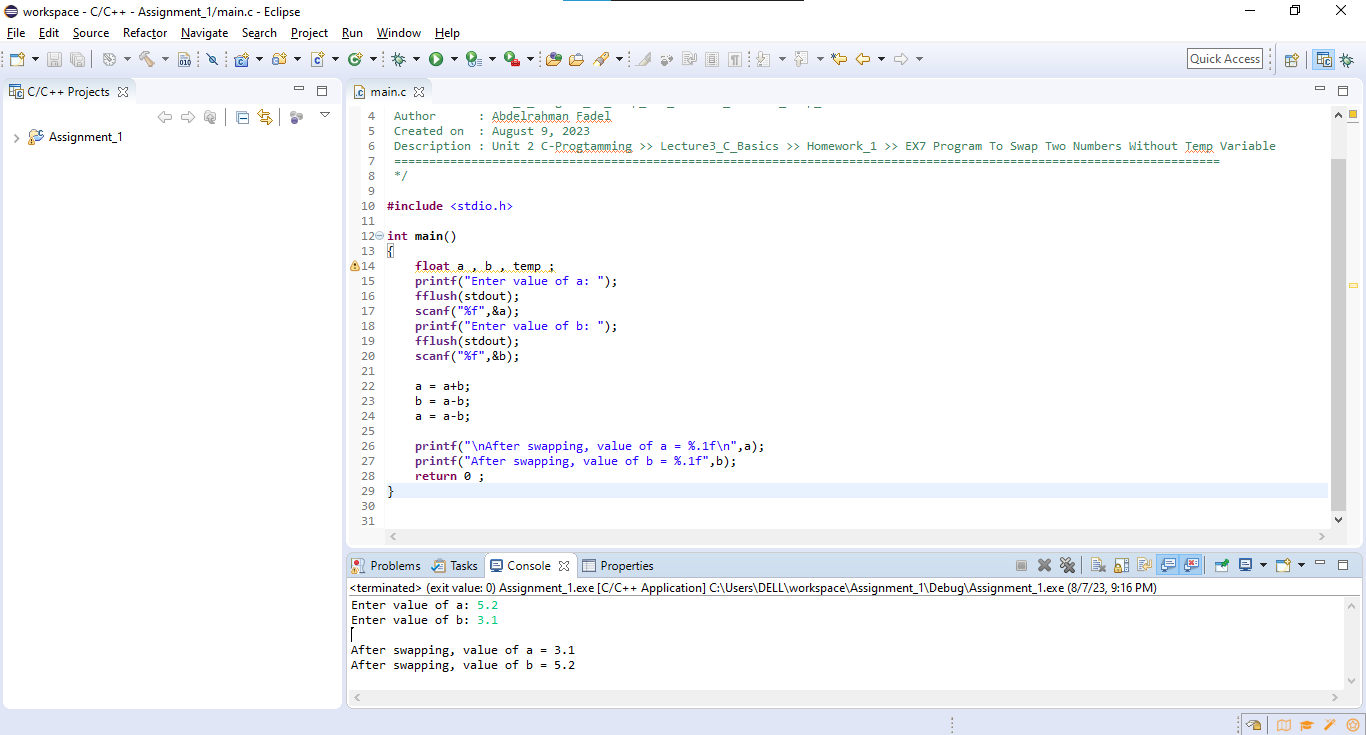 workspace - C/C++ - Assignment_1/main.c - Eclipse
File Edit Source Refactor Navigate Search Project Run Window Help
Quick Access
C/C++ Projects
main.c
Assignment_1
4 Author : Abdelrahman Fadel
5 Created on : August 9, 2023
6 Description : Unit 2 C-Progtamming >> Lecture3_C_Basics >> Homework_1 >> EX7 Program To Swap Two Numbers Without Temp Variable
7 ======================================================================================================================
8 */
9
10 #include <stdio.h>
11
12 int main()
13 {
14 float a , b , temp ;
15 printf("Enter value of a: ");
16 fflush(stdout);
17 scanf("%f",&a);
18 printf("Enter value of b: ");
19 fflush(stdout);
20 scanf("%f",&b);
21
22 a = a+b;
23 b = a-b;
24 a = a-b;
25
26 printf("\nAfter swapping, value of a = %.1f\n",a);
27 printf("After swapping, value of b = %.1f",b);
28 return 0 ;
29 }
30
31
Problems Tasks Console Properties
<terminated> (exit value: 0) Assignment_1.exe [C/C++ Application] C:\Users\DELL\workspace\Assignment_1\Debug\Assignment_1.exe (8/7/23, 9:16 PM)
Enter value of a: 5.2
Enter value of b: 3.1
After swapping, value of a = 3.1
After swapping, value of b = 5.2